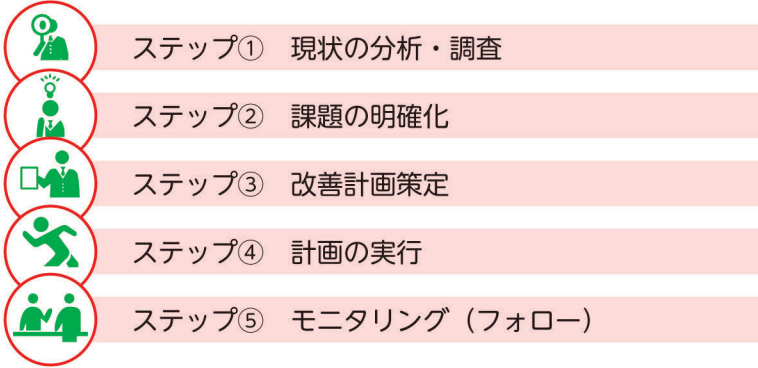 ステップ① 現状の分析・調査
ステップ② 課題の明確化
ステップ③ 改善計画策定
ステップ④ 計画の実行
ステップ⑤ モニタリング（フォロー）